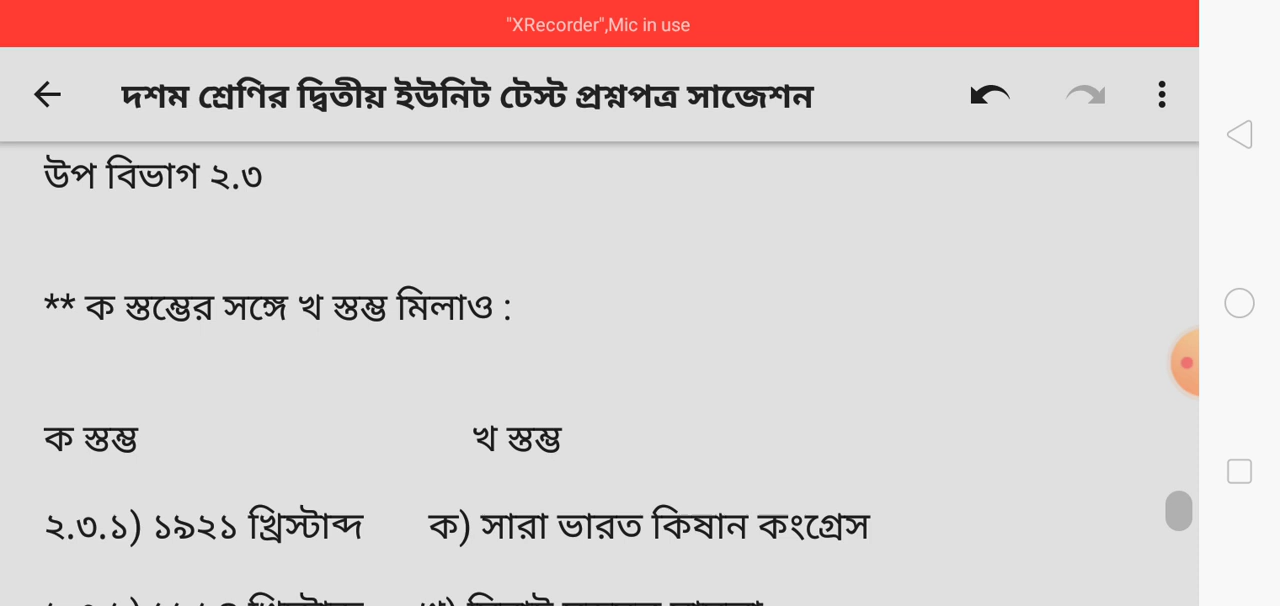 "XRecorder",Mic in use
দশম শ্রেণির দ্বিতীয় ইউনিট টেস্ট প্রশ্নপত্র সাজেশন
উপ বিভাগ ২.৩
** ক স্তম্ভের সঙ্গে খ স্তম্ভ মিলাও :
ক স্তম্ভ খ স্তম্ভ
২.৩.১) ১৯২১ খ্রিস্টাব্দ ক) সারা ভারত কিষান কংগ্রেস